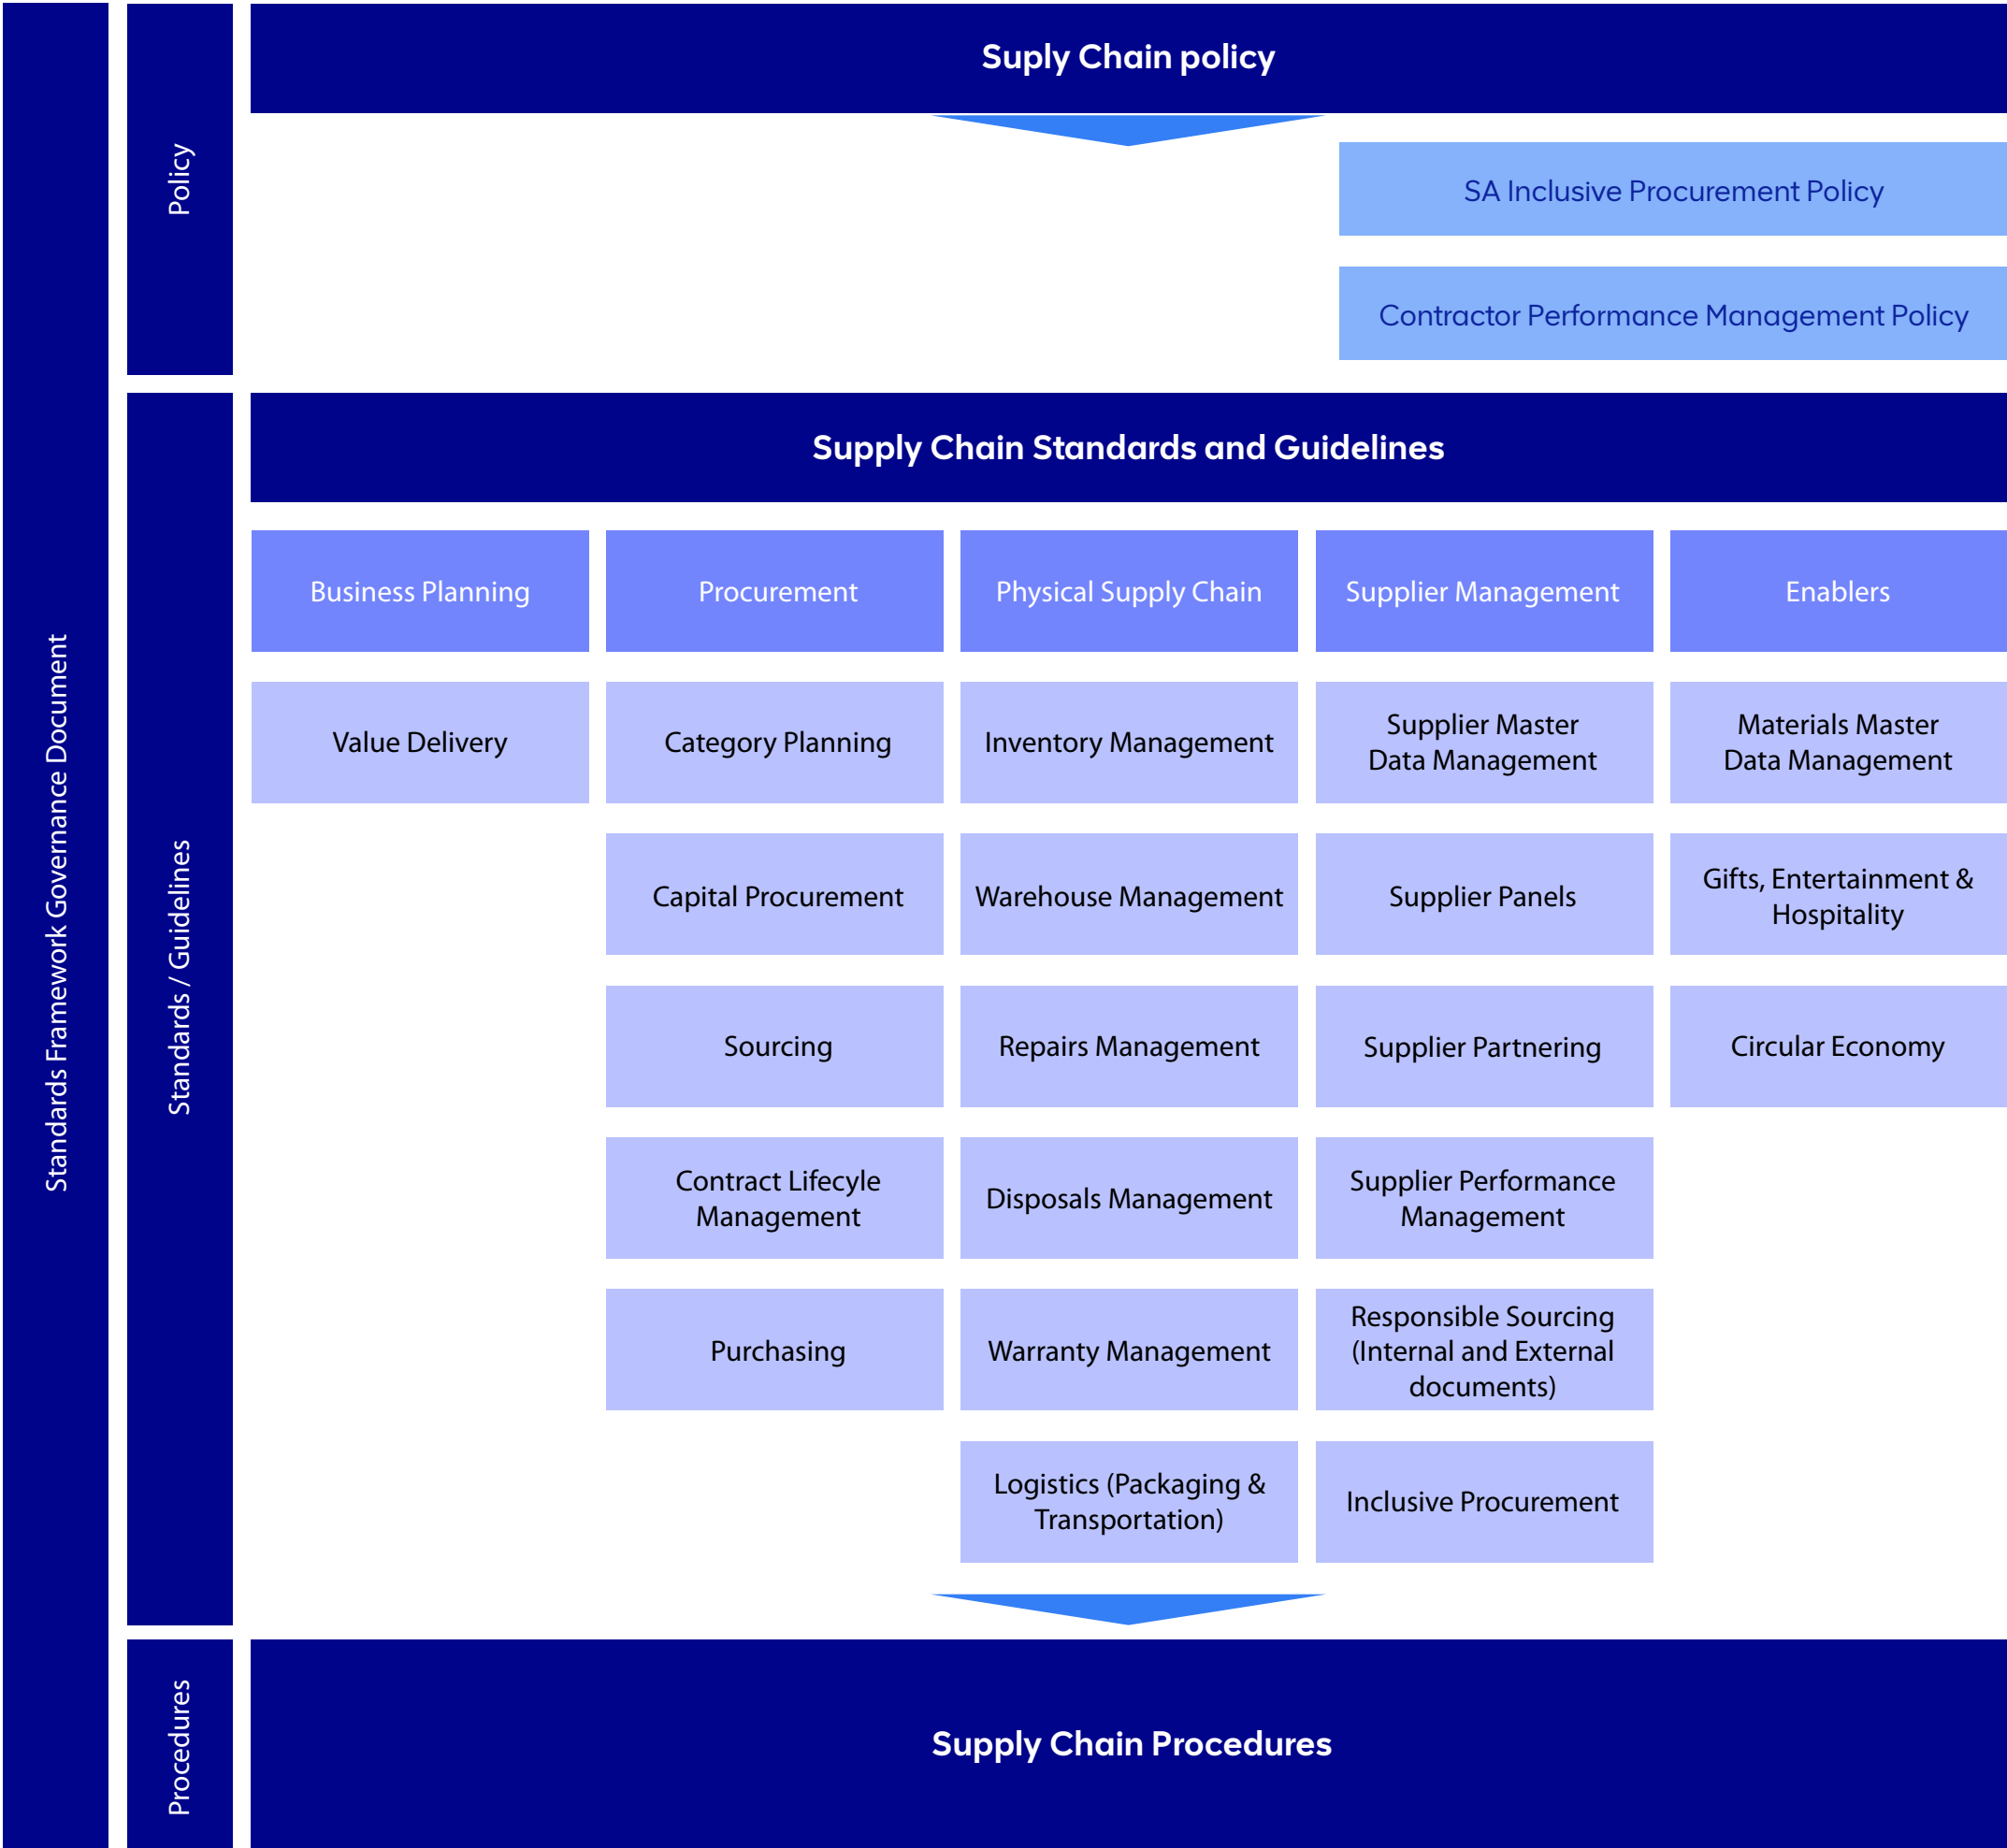 Standards Framework Governance Document
Policy
Suply Chain policy
SA Inclusive Procurement Policy
Contractor Performance Management Policy
Standards / Guidelines
Supply Chain Standards and Guidelines
Business Planning
Procurement
Physical Supply Chain
Supplier Management
Enablers
Value Delivery
Category Planning
Inventory Management
Supplier Master
Data Management
Materials Master
Data Management
Capital Procurement
Warehouse Management
Supplier Panels
Gifts, Entertainment &
Hospitality
Sourcing
Repairs Management
Supplier Partnering
Circular Economy
Contract Lifecyle
Management
Disposals Management
Supplier Performance
Management
Purchasing
Warranty Management
Responsible Sourcing
(Internal and External
documents)
Logistics (Packaging &
Transportation)
Inclusive Procurement
Procedures
Supply Chain Procedures